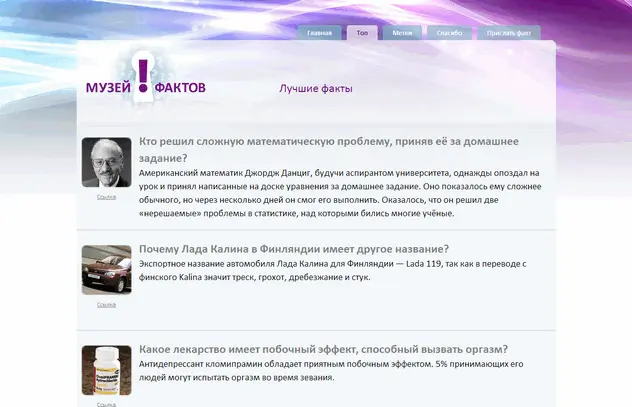 Главная Топ Метки Спасибо Прислать факт
МУЗЕЙ ! ФАКТОВ
Лучшие факты
Кто решил сложную математическую проблему, приняв её за домашнее
задание?
Американский математик Джордж Данциг, будучи аспирантом университета, однажды опоздал на
урок и принял написанные на доске уравнения за домашнее задание. Оно показалось ему сложнее
обычного, но через несколько дней он смог его выполнить. Оказалось, что он решил две
«нерешаемые» проблемы в статистике, над которыми бились многие учёные.
Ссылка
Почему Лада Калина в Финляндии имеет другое название?
Экспортное название автомобиля Лада Калина для Финляндии — Lada 119, так как в переводе с
финского Kalina значит треск, грохот, дребезжание и стук.
Ссылка
Какое лекарство имеет побочный эффект, способный вызвать оргазм?
Антидепрессант кломипрамин обладает приятным побочным эффектом. 5% принимающих его
людей могут испытать оргазм во время зевания.
Ссылка